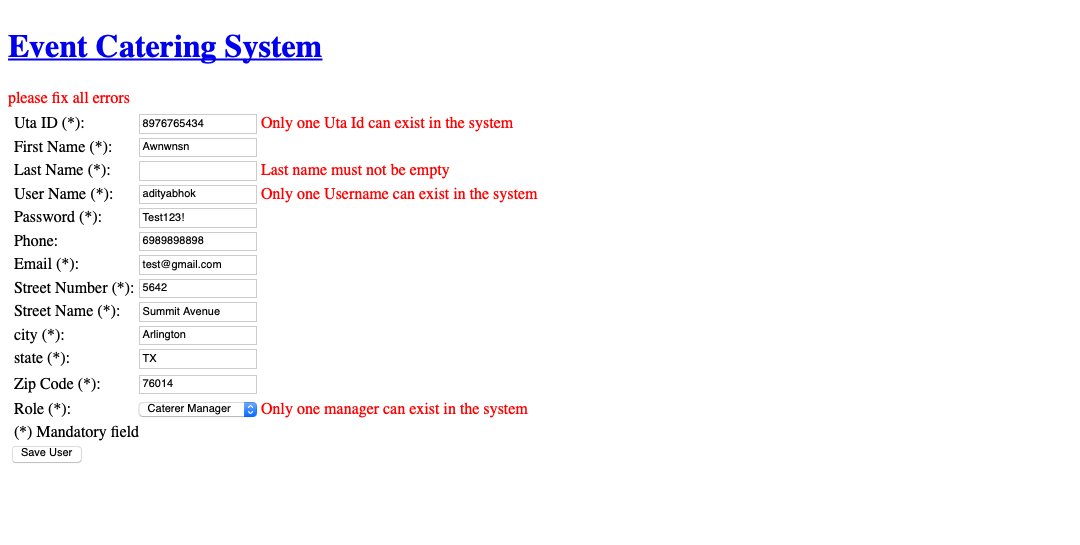 Event Catering System
please fix all errors
Uta ID (*): 8976765434 Only one Uta Id can exist in the system
First Name (*): Awnwnsn
Last Name (*): Last name must not be empty
User Name (*): adityabhok Only one Username can exist in the system
Password (*): Test123!
Phone: 6989898898
Email (*): test@gmail.com
Street Number (*): 5642
Street Name (*): Summit Avenue
city (*): Arlington
state (*): TX
Zip Code (*): 76014
Role (*): Caterer Manager Only one manager can exist in the system
(*) Mandatory field
Save User